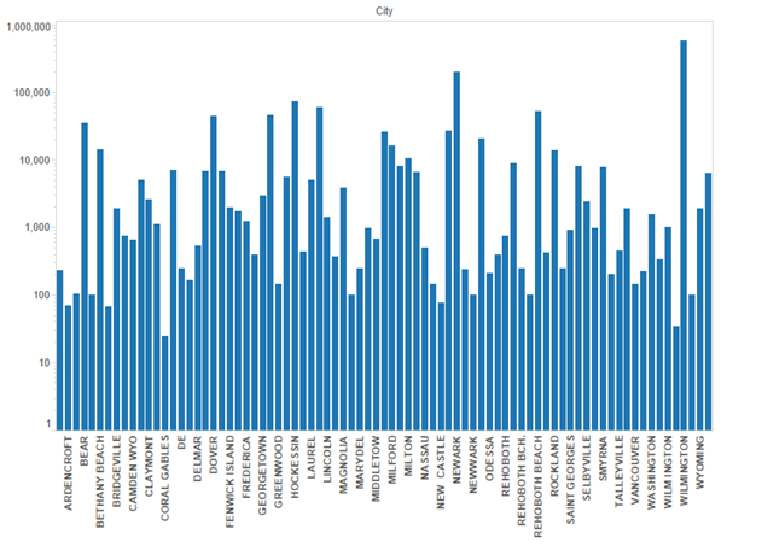 City
1,000,000
100,000
10,000
1,000
100
10
1
ARDENCROFT
BEAR
BETHANY BEACH
BRIDGEVILLE
CAMDEN WYO
CLAYMONT
CORAL GABLES
DE
DELMAR
DOVER
FENWICK ISLAND
FREDERICA
GEORGETOWN
GREENWOOD
HOCKESSIN
LAUREL
LINCOLN
MAGNOLIA
MARYDEL
MIDDLETOW
MILFORD
MILTON
NASSAU
NEW CASTLE
NEWARK
NEWWARK
ODESSA
REHOBOTH
REHOBOTH BCH.
REHOBOTH BEACH
ROCKLAND
SAINT GEORGES
SELBYVILLE
SMYRNA
TALLEYVILLE
VANCOUVER
WASHINGTON
WILMINGTON
WILMINGTON
WYOMING